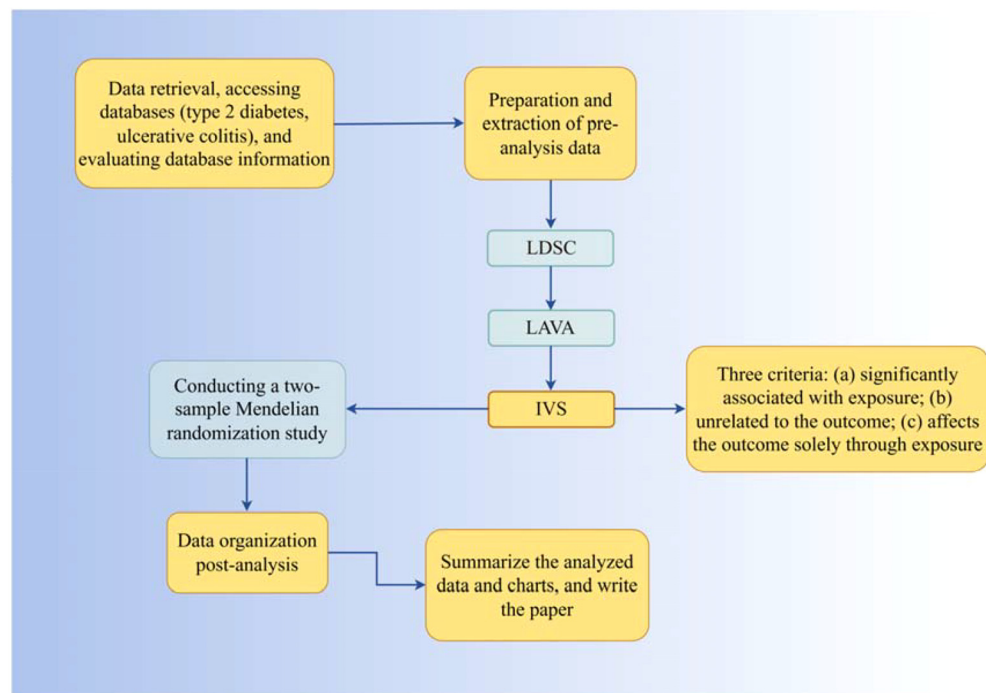 Data retrieval, accessing
databases (type 2 diabetes,
ulcerative colitis), and
evaluating database information
Preparation and
extraction of pre-
analysis data
LDSC
LAVA
IVS
Three criteria: (a) significantly
associated with exposure; (b)
unrelated to the outcome; (c) affects
the outcome solely through exposure
Conducting a two-
sample Mendelian
randomization study
Data organization
post-analysis
Summarize the analyzed
data and charts, and write
the paper